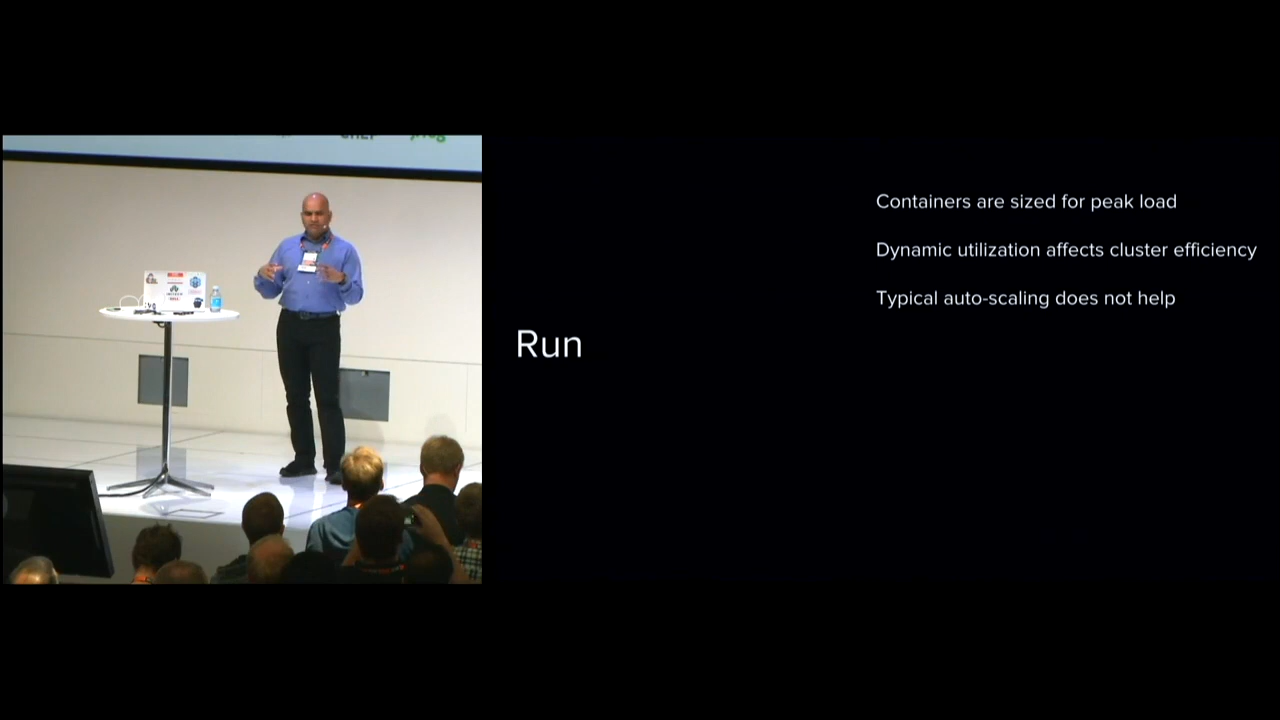 Run
Containers are sized for peak load
Dynamic utilization affects cluster efficiency
Typical auto-scaling does not help